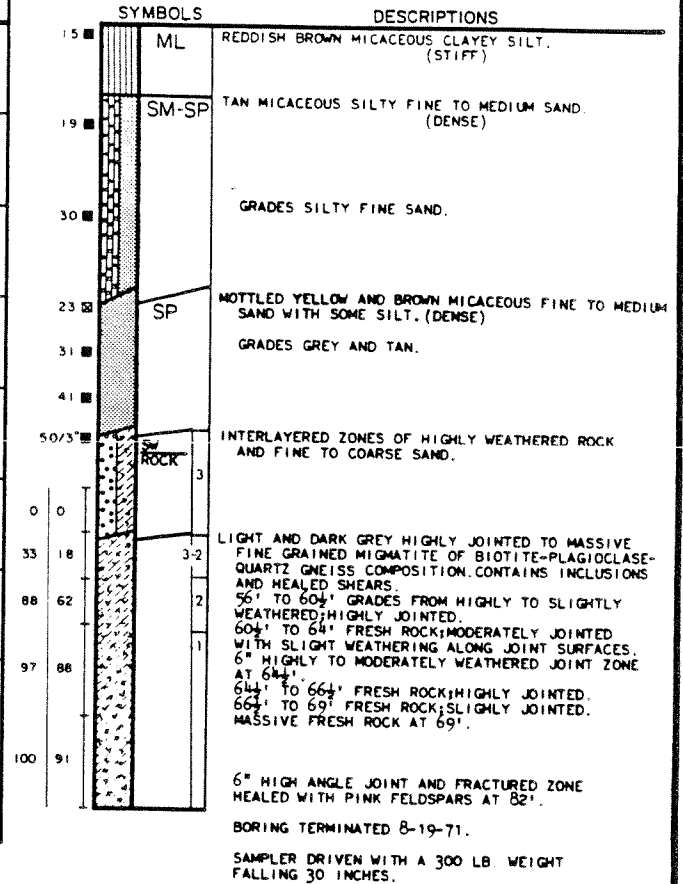 SYMBOLS DESCRIPTIONS
15 ML REDDISH BROWN MICACEOUS CLAYEY SILT.
(STIFF)
SM-SP TAN MICACEOUS SILTY FINE TO MEDIUM SAND.
19 (DENSE)
30 GRADES SILTY FINE SAND.
23 SP MOTTLED YELLOW AND BROWN MICACEOUS FINE TO MEDIUM
SAND WITH SOME SILT. (DENSE)
31 GRADES GREY AND TAN.
41
50/3" SW INTERLAYERED ZONES OF HIGHLY WEATHERED ROCK
ROCK AND FINE TO COARSE SAND.
3
0 0
LIGHT AND DARK GREY HIGHLY JOINTED TO MASSIVE
33 18 3-2 FINE GRAINED MIGMATITE OF BIOTITE-PLAGIOCLASE-
QUARTZ GNEISS COMPOSITION. CONTAINS INCLUSIONS
AND HEALED SHEARS.
88 62 2 56' TO 60½' GRADES FROM HIGHLY TO SLIGHTLY
WEATHERED; HIGHLY JOINTED.
60½' TO 64' FRESH ROCK; MODERATELY JOINTED
1 WITH SLIGHT WEATHERING ALONG JOINT SURFACES.
97 88 6" HIGHLY TO MODERATELY WEATHERED JOINT ZONE
AT 64½'.
64½' TO 66½' FRESH ROCK; HIGHLY JOINTED.
66½' TO 69' FRESH ROCK; SLIGHLY JOINTED.
MASSIVE FRESH ROCK AT 69'.
100 91
6" HIGH ANGLE JOINT AND FRACTURED ZONE
HEALED WITH PINK FELDSPARS AT 82'.
BORING TERMINATED 8-19-71.
SAMPLER DRIVEN WITH A 300 LB. WEIGHT
FALLING 30 INCHES.